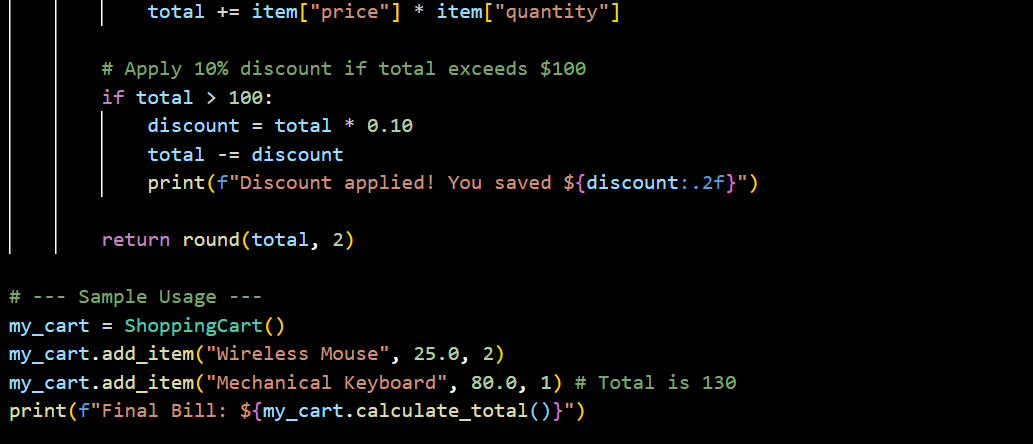 total += item["price"] * item["quantity"]
# Apply 10% discount if total exceeds $100
if total > 100:
discount = total * 0.10
total -= discount
print(f"Discount applied! You saved ${discount:.2f}")
return round(total, 2)
# --- Sample Usage ---
my_cart = ShoppingCart()
my_cart.add_item("Wireless Mouse", 25.0, 2)
my_cart.add_item("Mechanical Keyboard", 80.0, 1) # Total is 130
print(f"Final Bill: ${my_cart.calculate_total()}")